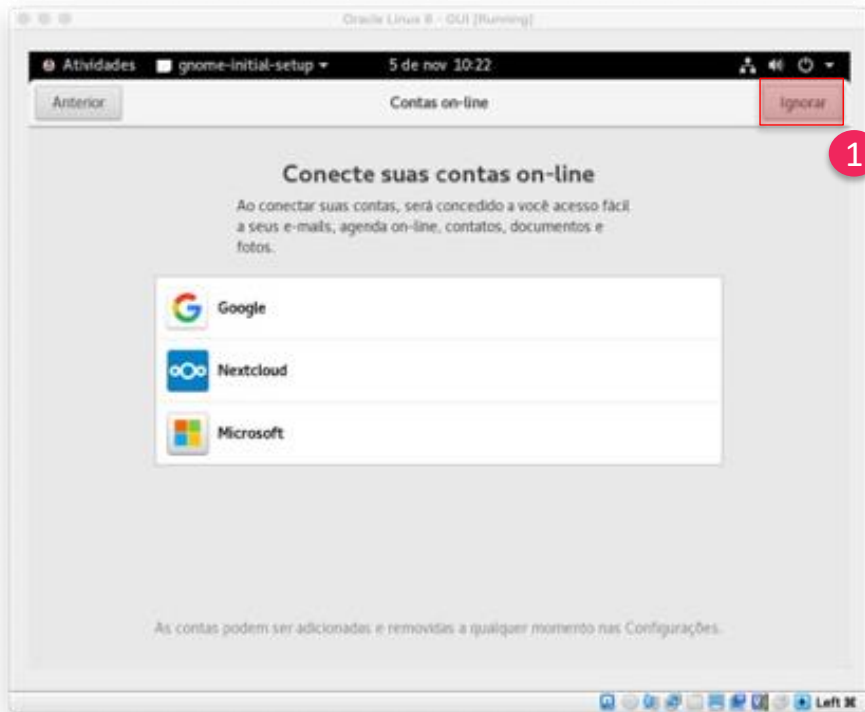 Oracle Linux 8 - GUI [Running]
Atividades gnome-initial-setup 5 de nov 10:22
Anterior Contas on-line Ignorar
1
Conecte suas contas on-line
Ao conectar suas contas, será concedido a você acesso fácil
a seus e-mails, agenda on-line, contatos, documentos e
fotos.
Google
Nextcloud
Microsoft
As contas podem ser adicionadas e removidas a qualquer momento nas Configurações.
Left ⌘